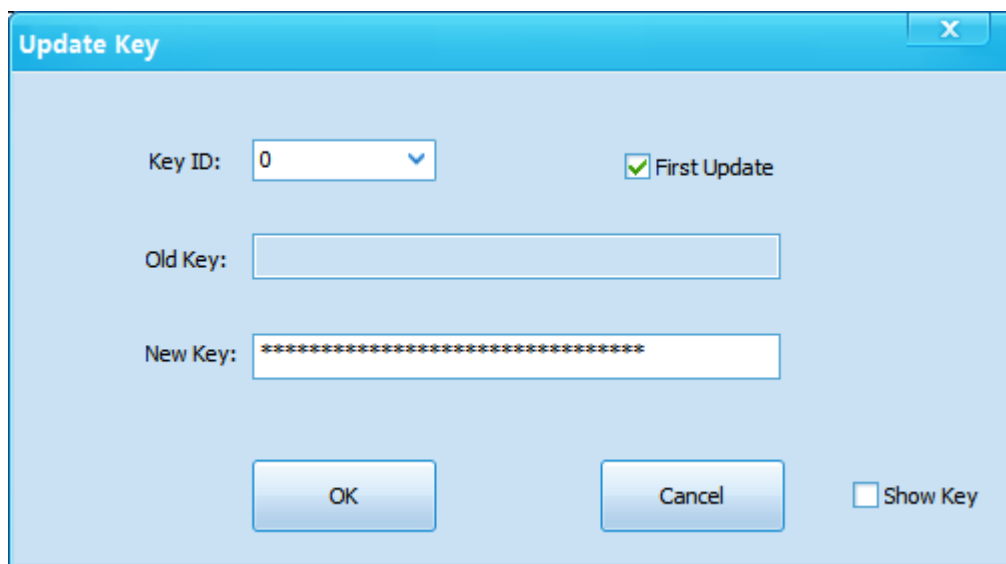 Update Key
X
Key ID: 0
First Update
Old Key:
New Key: ********************************
OK
Cancel
Show Key